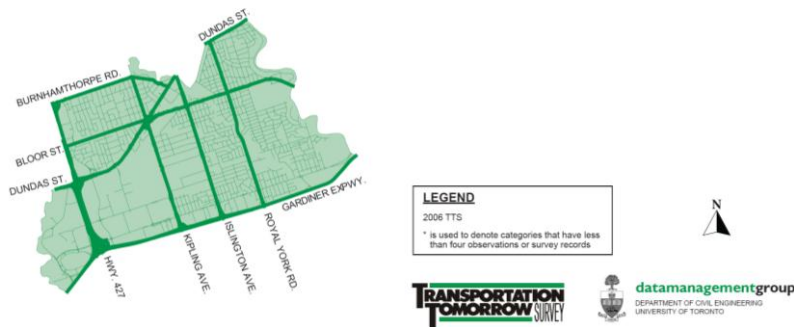 DUNDAS ST.
BURNHAMTHORPE RD.
BLOOR ST.
DUNDAS ST.
GARDINER EXPWY.
HWY. 427
KIPLING AVE.
ISLINGTON AVE.
ROYAL YORK RD.
LEGEND
2006 TTS
* is used to denote categories that have less
than four observations or survey records
N
TRANSPORTATION
TOMORROW SURVEY
datamanagementgroup
DEPARTMENT OF CIVIL ENGINEERING
UNIVERSITY OF TORONTO